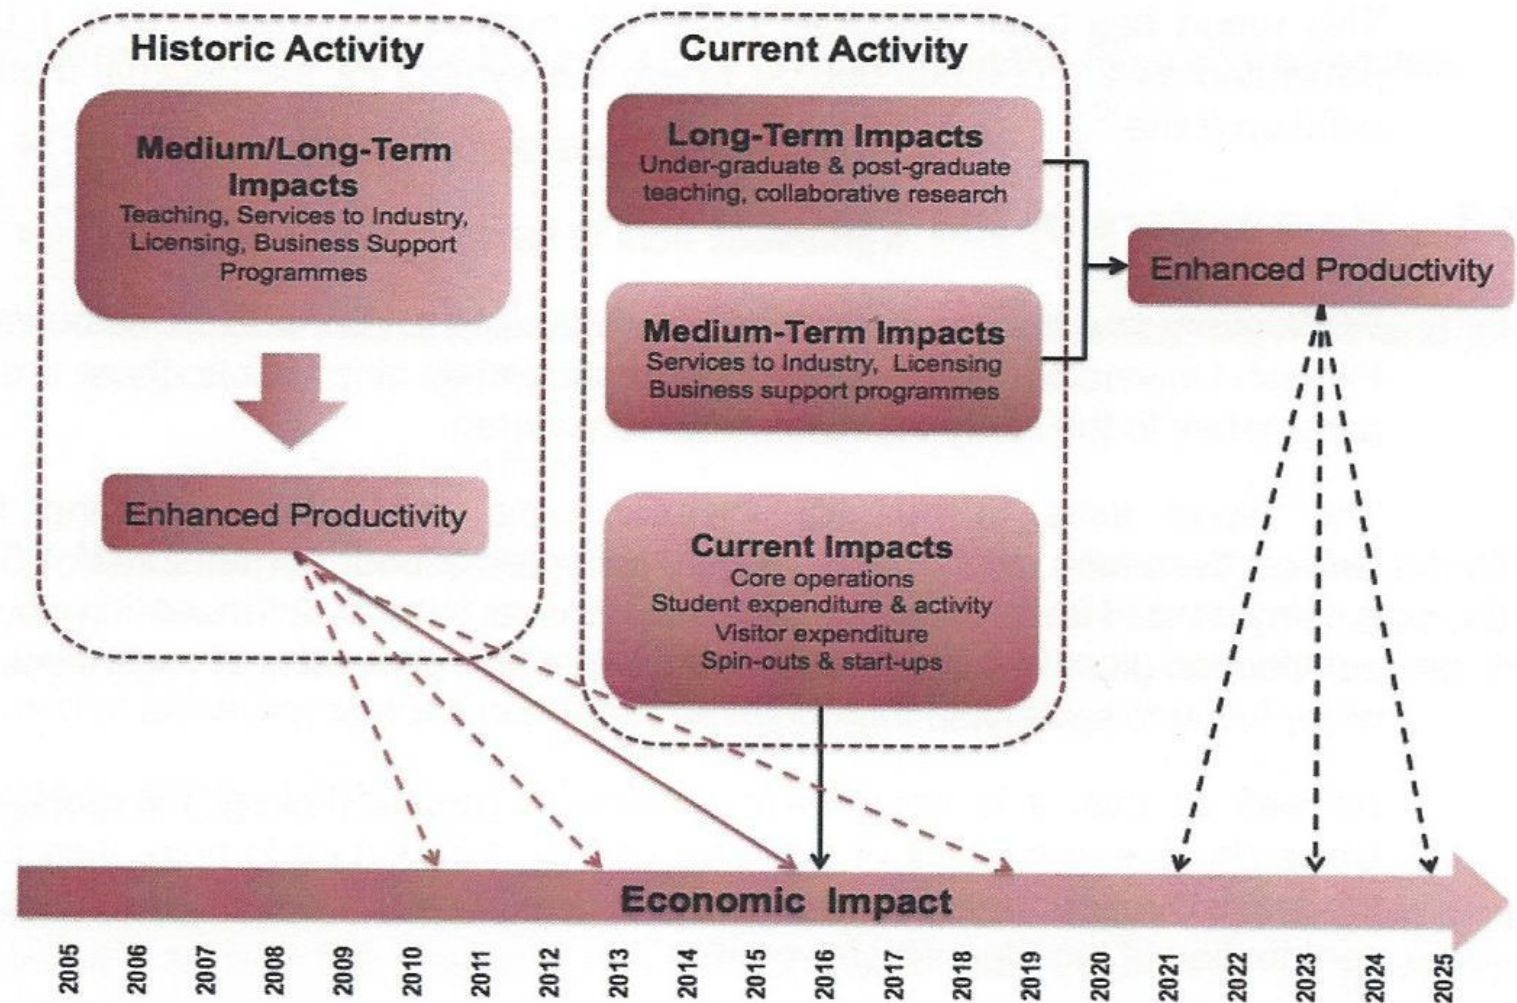 Historic Activity
Medium/Long-Term
Impacts
Teaching, Services to Industry,
Licensing, Business Support
Programmes
Enhanced Productivity
Current Activity
Long-Term Impacts
Under-graduate & post-graduate
teaching, collaborative research
Medium-Term Impacts
Services to Industry, Licensing
Business support programmes
Current Impacts
Core operations
Student expenditure & activity
Visitor expenditure
Spin-outs & start-ups
Enhanced Productivity
Economic Impact
2005
2006
2007
2008
2009
2010
2011
2012
2013
2014
2015
2016
2017
2018
2019
2020
2021
2022
2023
2024
2025